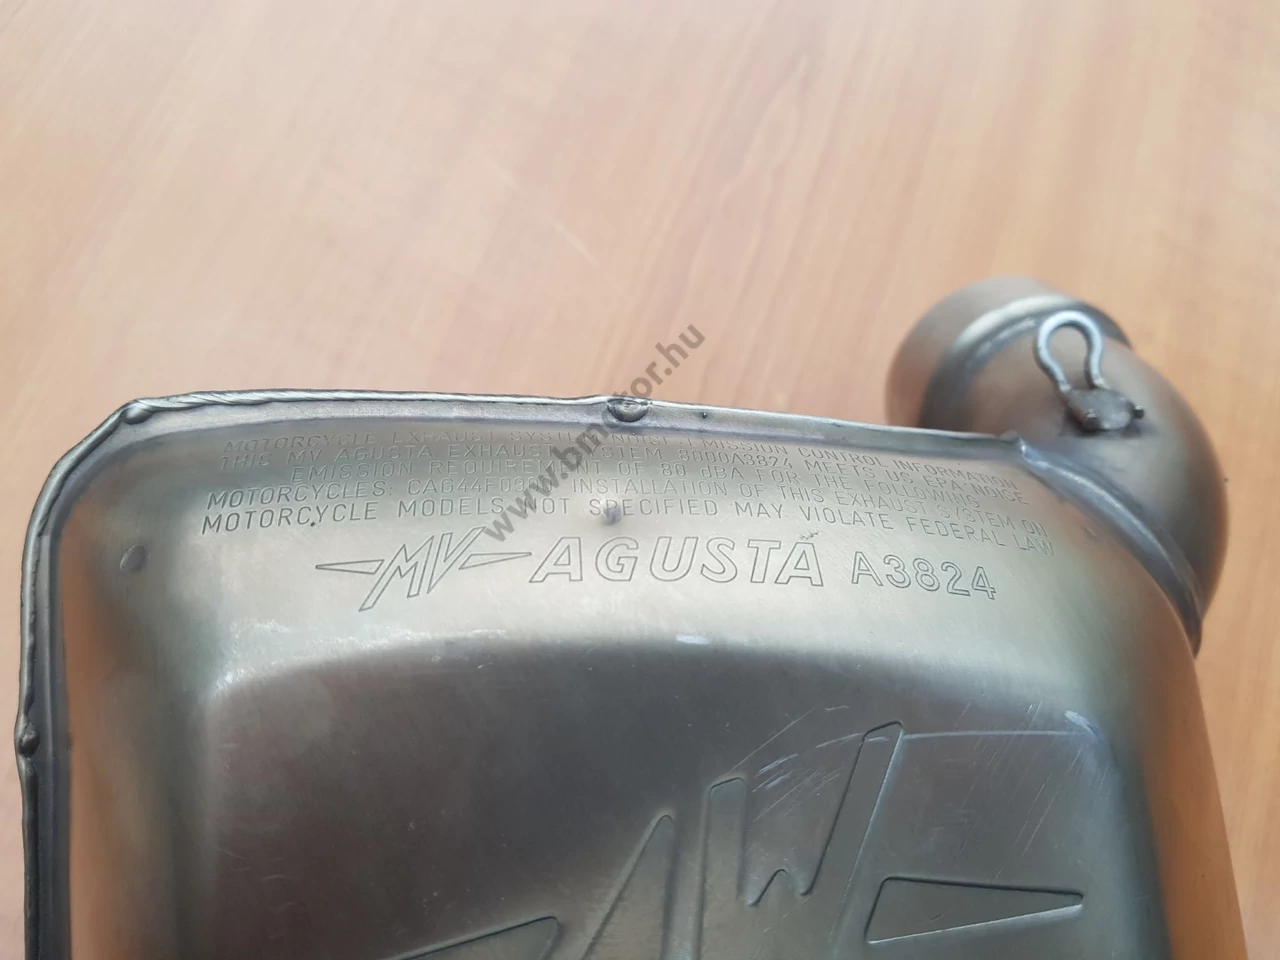 MOTORCYCLE EXHAUST SYSTEM NOISE EMISSION CONTROL INFORMATION
THIS MV AGUSTA EXHAUST SYSTEM 8000A3824 MEETS US EPA NOISE
EMISSION REQUIREMENT OF 80 dBA FOR THE FOLLOWING
MOTORCYCLES: INSTALLATION OF THIS EXHAUST SYSTEM ON
MOTORCYCLE MODELS NOT SPECIFIED MAY VIOLATE FEDERAL LAW
MV AGUSTA A3824
www.bmotor.hu